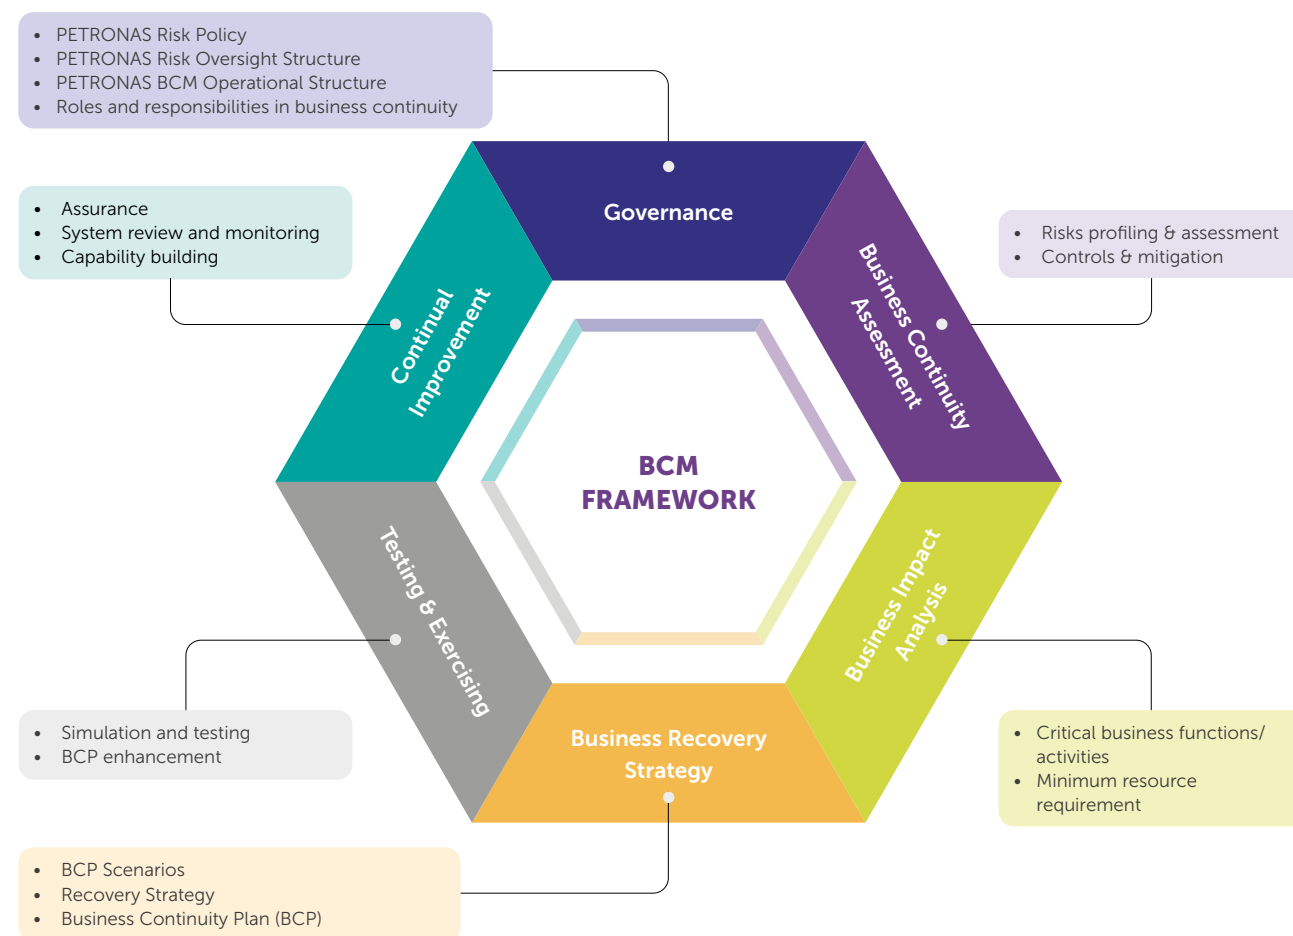 • PETRONAS Risk Policy
• PETRONAS Risk Oversight Structure
• PETRONAS BCM Operational Structure
• Roles and responsibilities in business continuity
Governance
• Assurance
• System review and monitoring
• Capability building
Continual
Improvement
Business Continuity
Assessment
• Risks profiling & assessment
• Controls & mitigation
BCM
FRAMEWORK
Testing & Exercising
Business Impact
Analysis
• Simulation and testing
• BCP enhancement
Business Recovery
Strategy
• Critical business functions/
activities
• Minimum resource
requirement
• BCP Scenarios
• Recovery Strategy
• Business Continuity Plan (BCP)